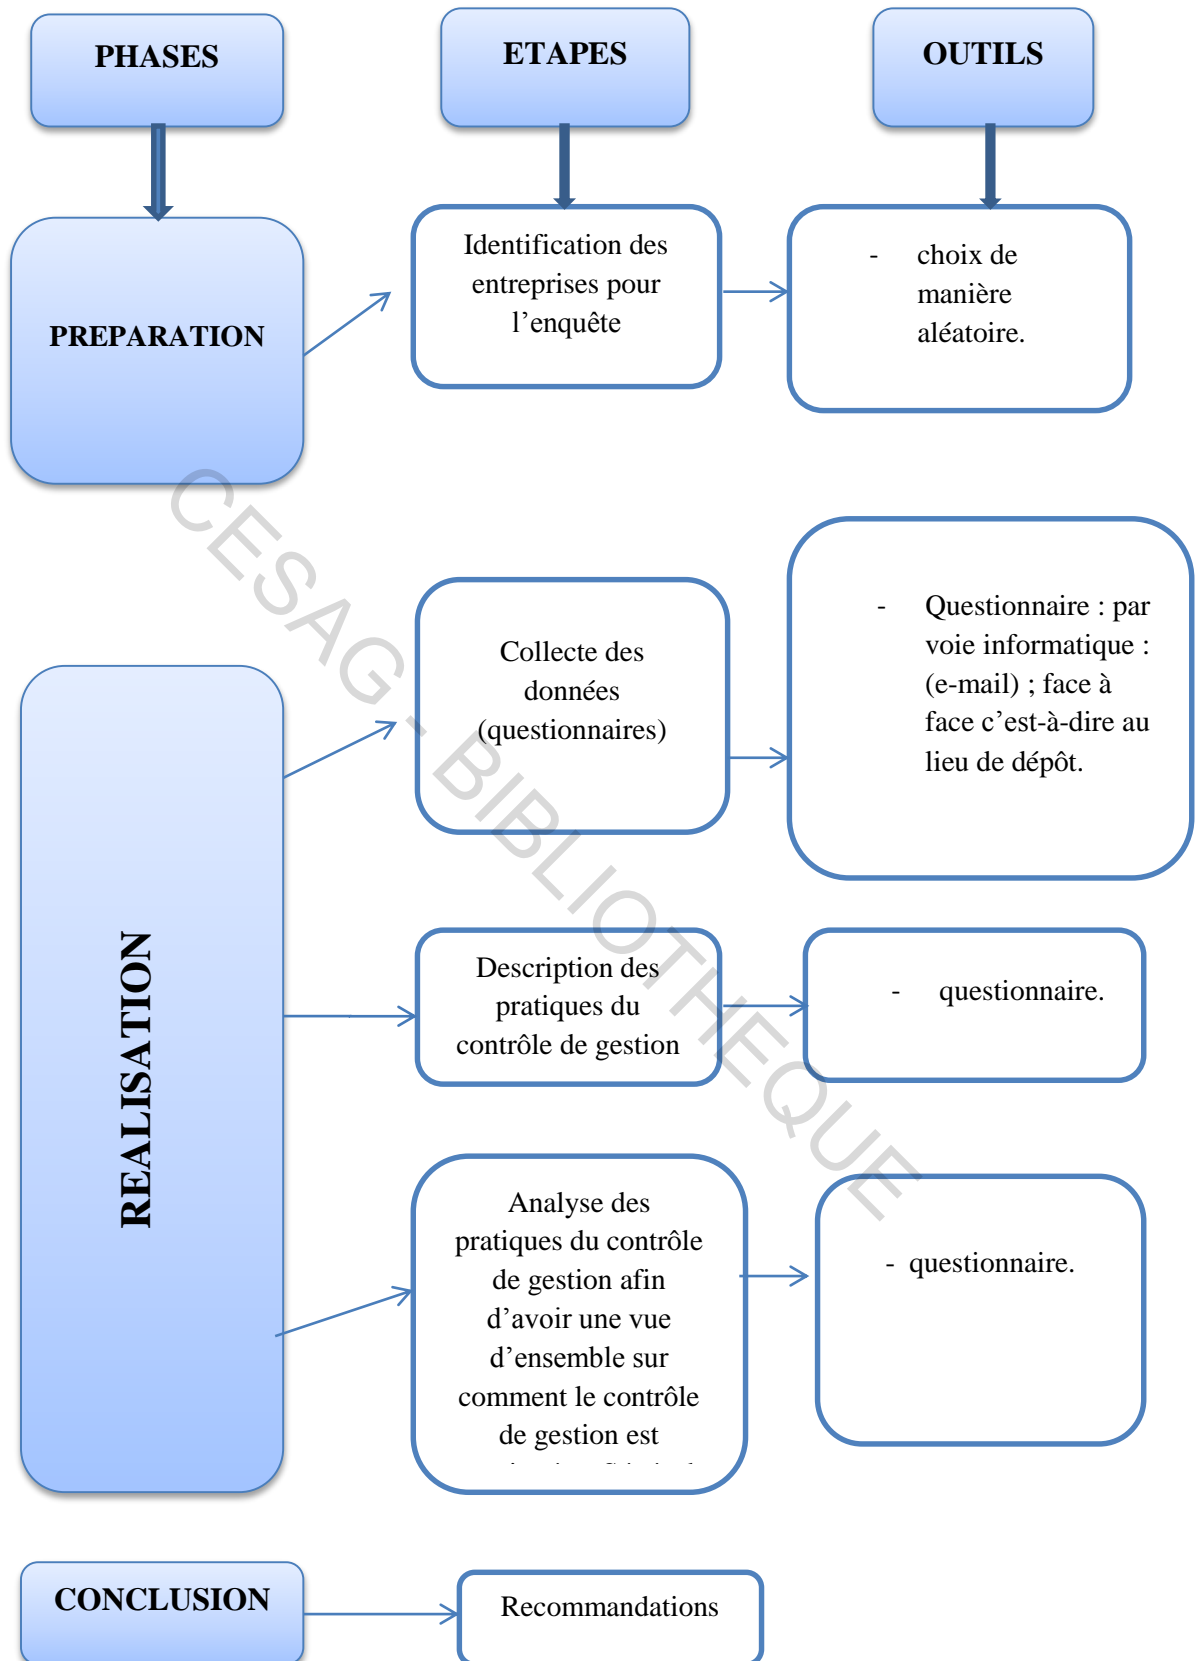 PHASES
ETAPES
OUTILS
PREPARATION
Identification des
entreprises pour
l’enquête
- choix de
manière
aléatoire.
REALISATION
Collecte des
données
(questionnaires)
- Questionnaire : par
voie informatique :
(e-mail) ; face à
face c’est-à-dire au
lieu de dépôt.
Description des
pratiques du
contrôle de gestion
- questionnaire.
Analyse des
pratiques du contrôle
de gestion afin
d’avoir une vue
d’ensemble sur
comment le contrôle
de gestion est
- questionnaire.
CONCLUSION
Recommandations
CESAG - BIBLIOTHEQUE